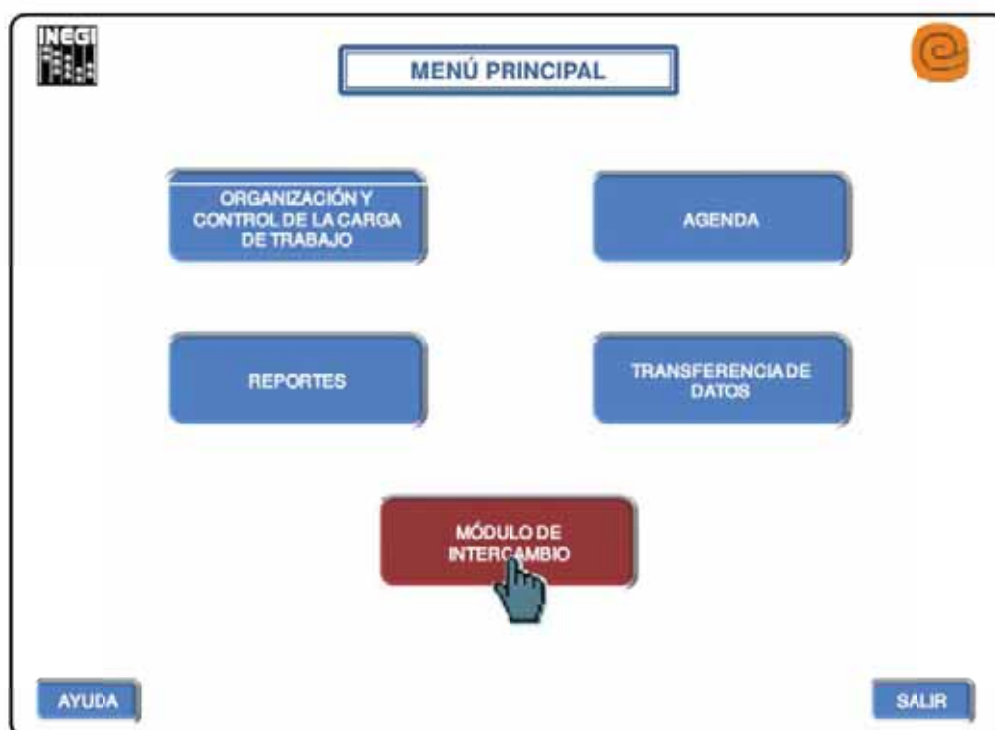 INEGI
MENÚ PRINCIPAL
ORGANIZACIÓN Y
CONTROL DE LA CARGA
DE TRABAJO
AGENDA
REPORTES
TRANSFERENCIA DE
DATOS
MÓDULO DE
INTERCAMBIO
AYUDA
SALIR